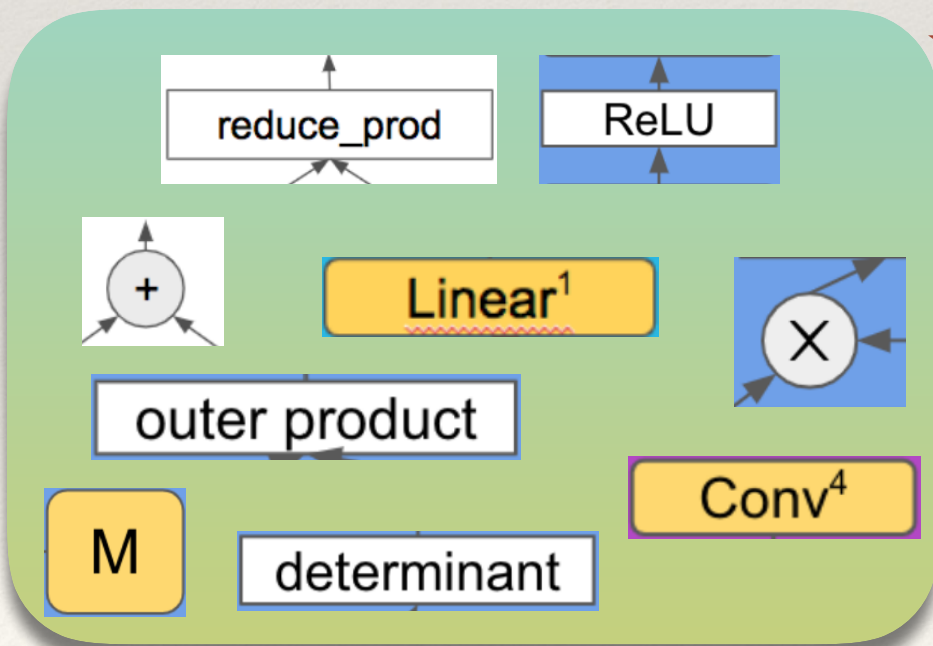 reduce_prod
ReLU
+
Linear¹
X
outer product
Conv⁴
M
determinant